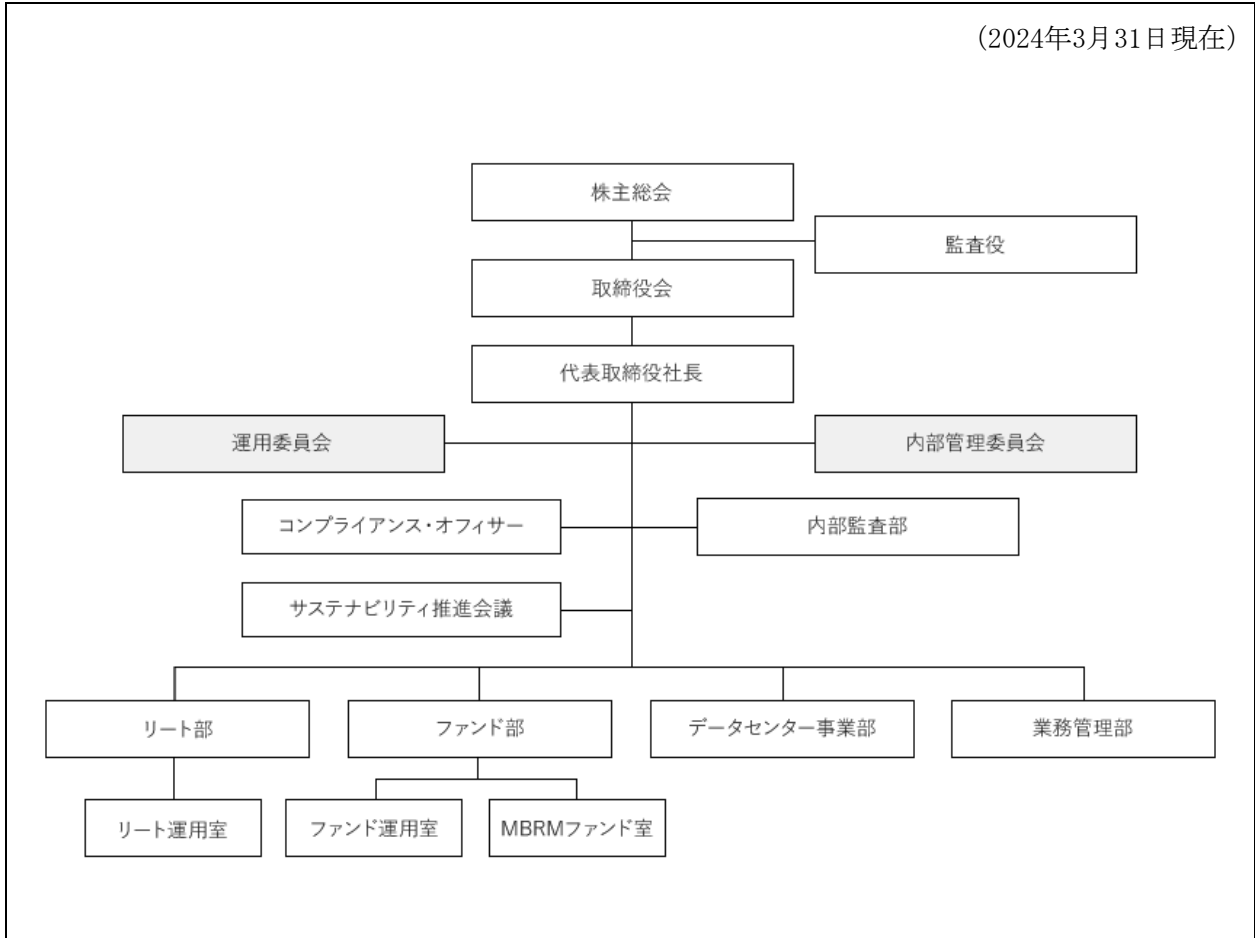 (2024年3月31日現在)
株主総会
監査役
取締役会
代表取締役社長
運用委員会
内部管理委員会
コンプライアンス・オフィサー
内部監査部
サステナビリティ推進会議
リート部
ファンド部
データセンター事業部
業務管理部
リート運用室
ファンド運用室
MBRMファンド室